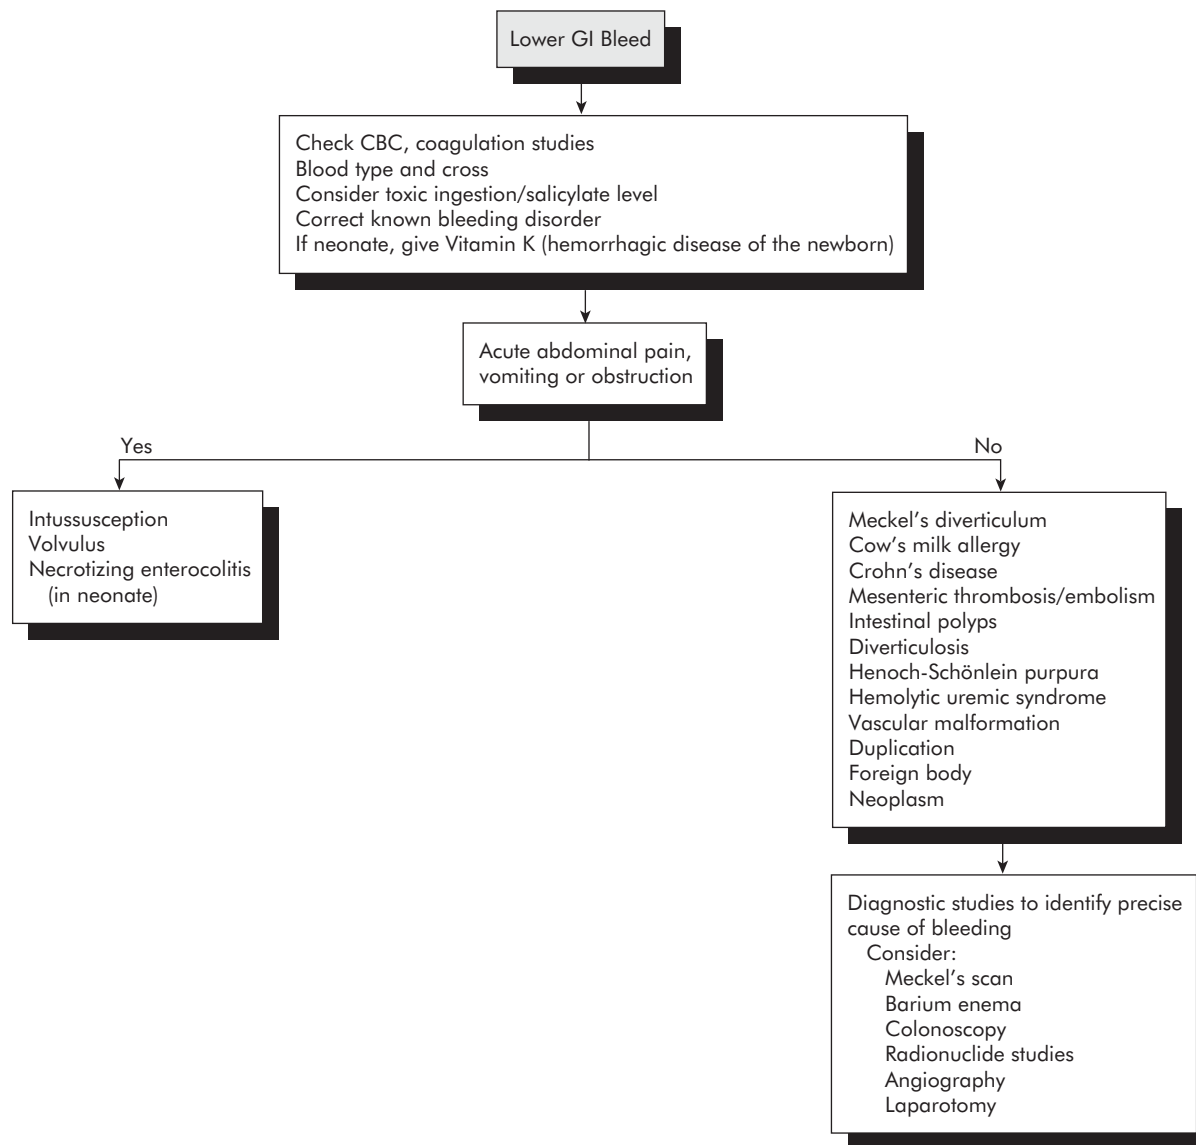 Lower GI Bleed
Check CBC, coagulation studies
Blood type and cross
Consider toxic ingestion/salicylate level
Correct known bleeding disorder
If neonate, give Vitamin K (hemorrhagic disease of the newborn)
Acute abdominal pain,
vomiting or obstruction
Yes
No
Intussusception
Volvulus
Necrotizing enterocolitis
(in neonate)
Meckel's diverticulum
Cow's milk allergy
Crohn's disease
Mesenteric thrombosis/embolism
Intestinal polyps
Diverticulosis
Henoch-Schönlein purpura
Hemolytic uremic syndrome
Vascular malformation
Duplication
Foreign body
Neoplasm
Diagnostic studies to identify precise
cause of bleeding
Consider:
Meckel's scan
Barium enema
Colonoscopy
Radionuclide studies
Angiography
Laparotomy